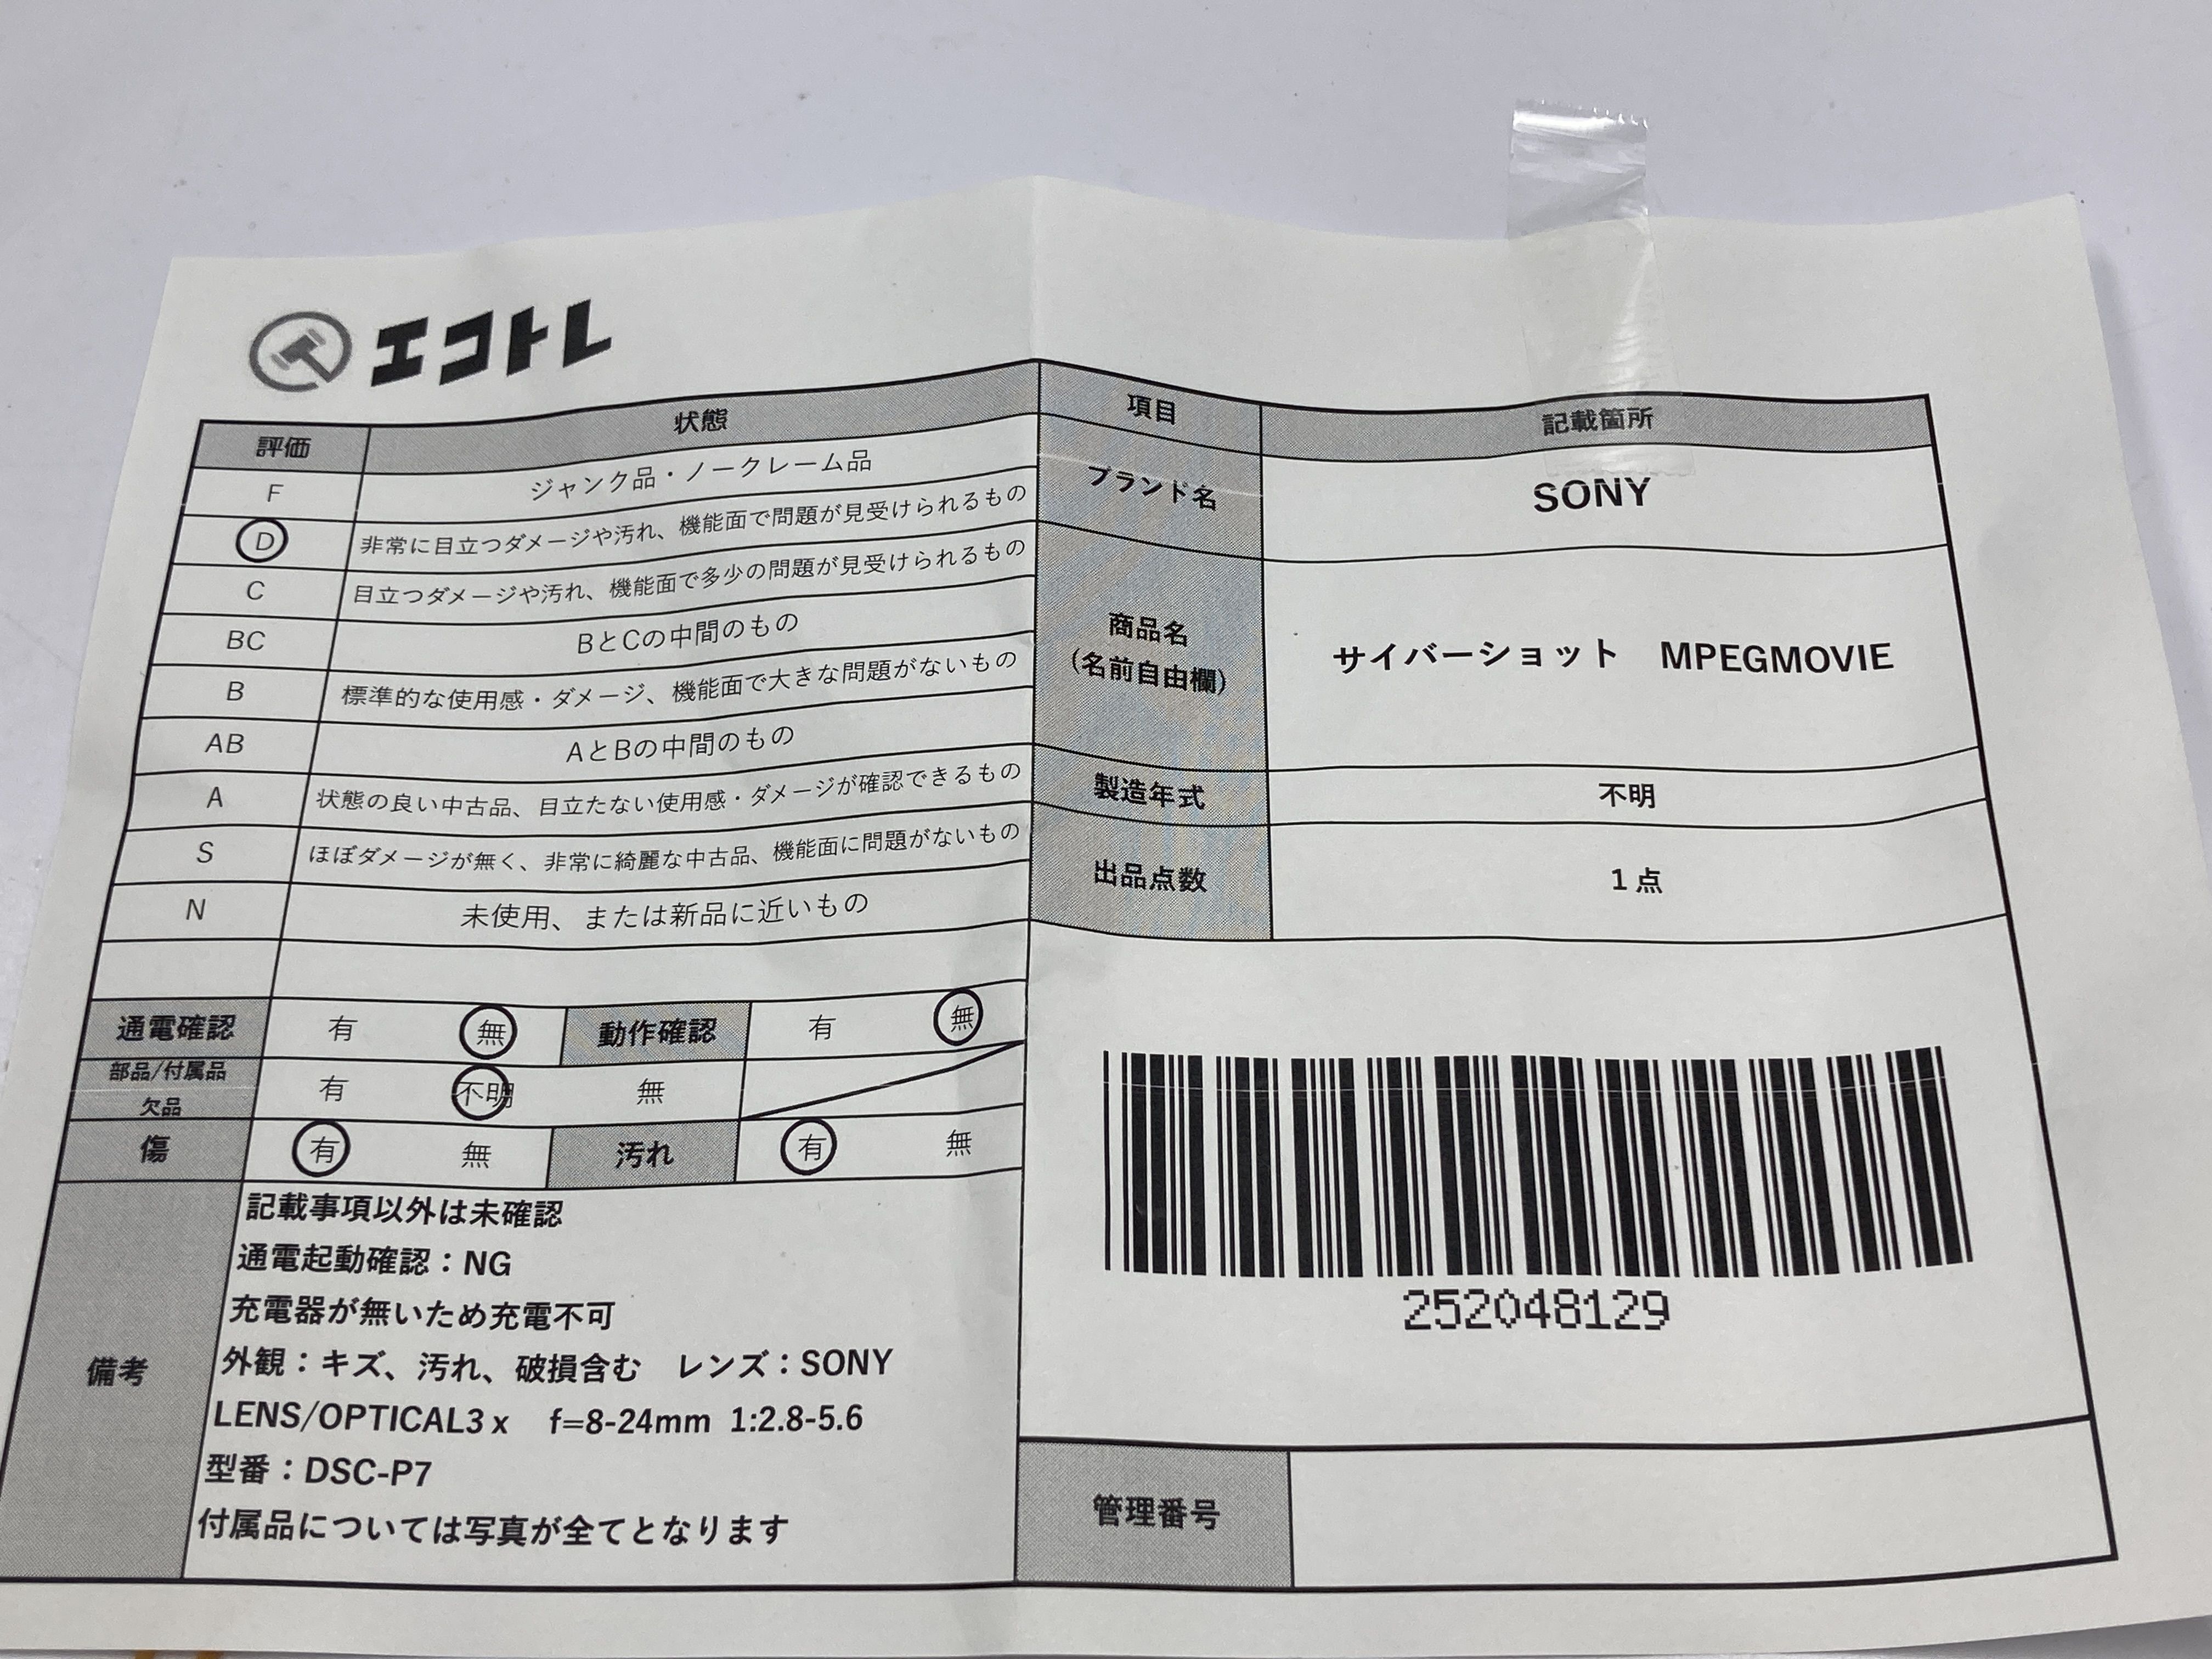 エコトレ
評価 状態
F ジャンク品・ノークレーム品
D 非常に目立つダメージや汚れ、機能面で問題が見受けられるもの
C 目立つダメージや汚れ、機能面で多少の問題が見受けられるもの
BC BとCの中間のもの
B 標準的な使用感・ダメージ、機能面で大きな問題がないもの
AB AとBの中間のもの
A 状態の良い中古品、目立たない使用感・ダメージが確認できるもの
S ほぼダメージが無く、非常に綺麗な中古品、機能面に問題がないもの
N 未使用、または新品に近いもの
通電確認 有 無 動作確認 有 無
部品/付属品
欠品 有 不明 無
傷 有 無 汚れ 有 無
備考
記載事項以外は未確認
通電起動確認：NG
充電器が無いため充電不可
外観：キズ、汚れ、破損含む　レンズ：SONY
LENS/OPTICAL3ｘ　f=8-24mm 1:2.8-5.6
型番：DSC-P7
付属品については写真が全てとなります
項目 記載箇所
ブランド名 SONY
商品名
（名前自由欄） サイバーショット　MPEGMOVIE
製造年式 不明
出品点数 １点
252048129
管理番号